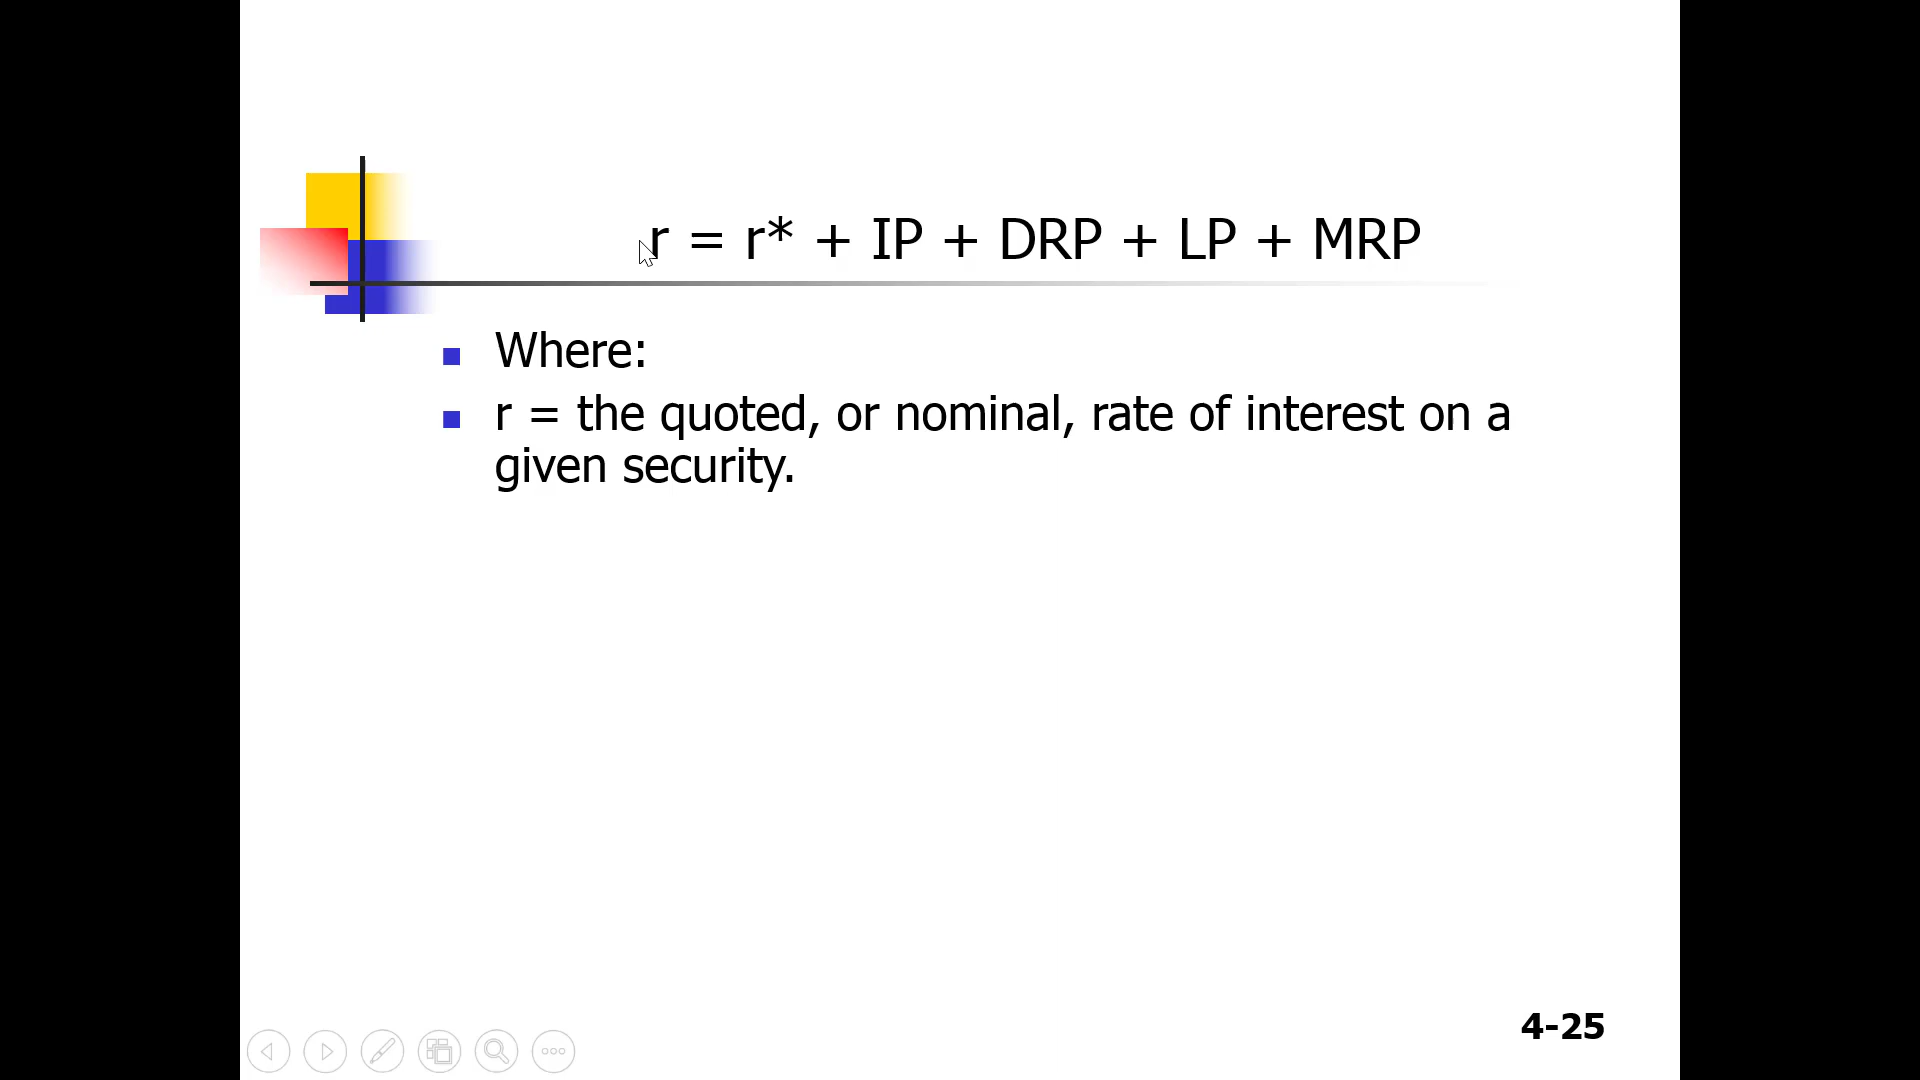 r = r* + IP + DRP + LP + MRP
Where:
r = the quoted, or nominal, rate of interest on a
given security.
4-25